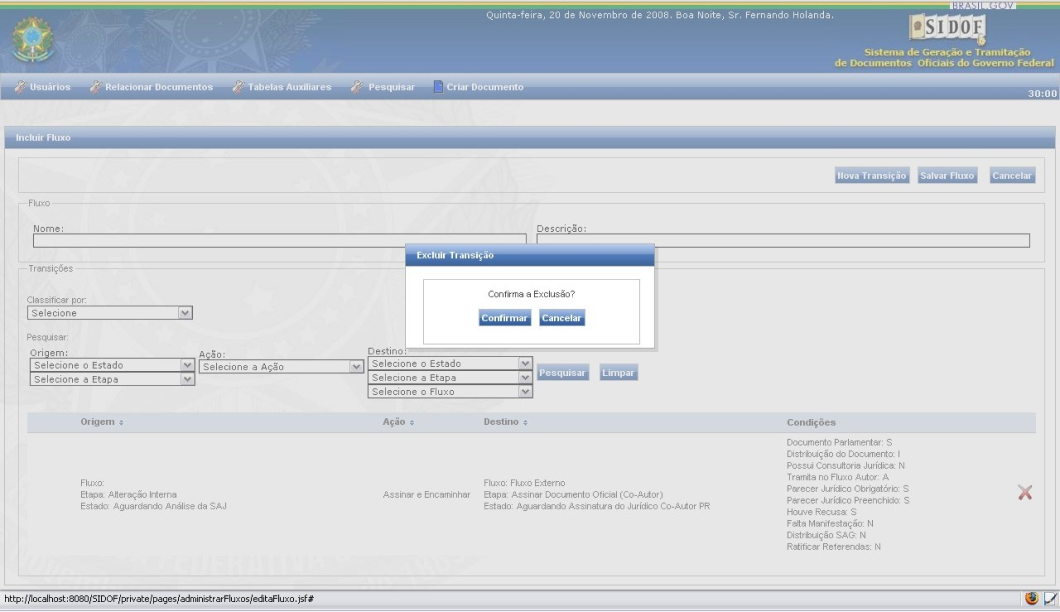 BRASIL.GOV
Quinta-feira, 20 de Novembro de 2008. Boa Noite, Sr. Fernando Holanda.
SIDOF
Sistema de Geração e Tramitação
de Documentos Oficiais do Governo Federal
Usuários Relacionar Documentos Tabelas Auxiliares Pesquisar Criar Documento
30:00
Incluir Fluxo
Nova Transição Salvar Fluxo Cancelar
Fluxo
Nome: Descrição:
Excluir Transição
Confirma a Exclusão?
Confirmar Cancelar
Transições
Classificar por:
Selecione
Pesquisar:
Origem: Ação: Destino:
Selecione o Estado Selecione a Ação Selecione o Estado
Selecione a Etapa Selecione a Etapa Pesquisar Limpar
Selecione o Fluxo
Origem Ação Destino Condições
Fluxo:
Etapa: Alteração Interna
Estado: Aguardando Análise da SAJ
Assinar e Encaminhar
Fluxo: Fluxo Externo
Etapa: Assinar Documento Oficial (Co-Autor)
Estado: Aguardando Assinatura do Jurídico Co-Autor PR
Documento Parlamentar: S
Distribuição do Documento: I
Possui Consultoria Jurídica: N
Tramita no Fluxo Autor: A
Parecer Jurídico Obrigatório: S
Parecer Jurídico Preenchido: S
Houve Recusa: S
Falta Manifestação: N
Distribuição SAG: N
Ratificar Referendas: N
http://localhost:8080/SIDOF/private/pages/administrarFluxos/editaFluxo.jsf#